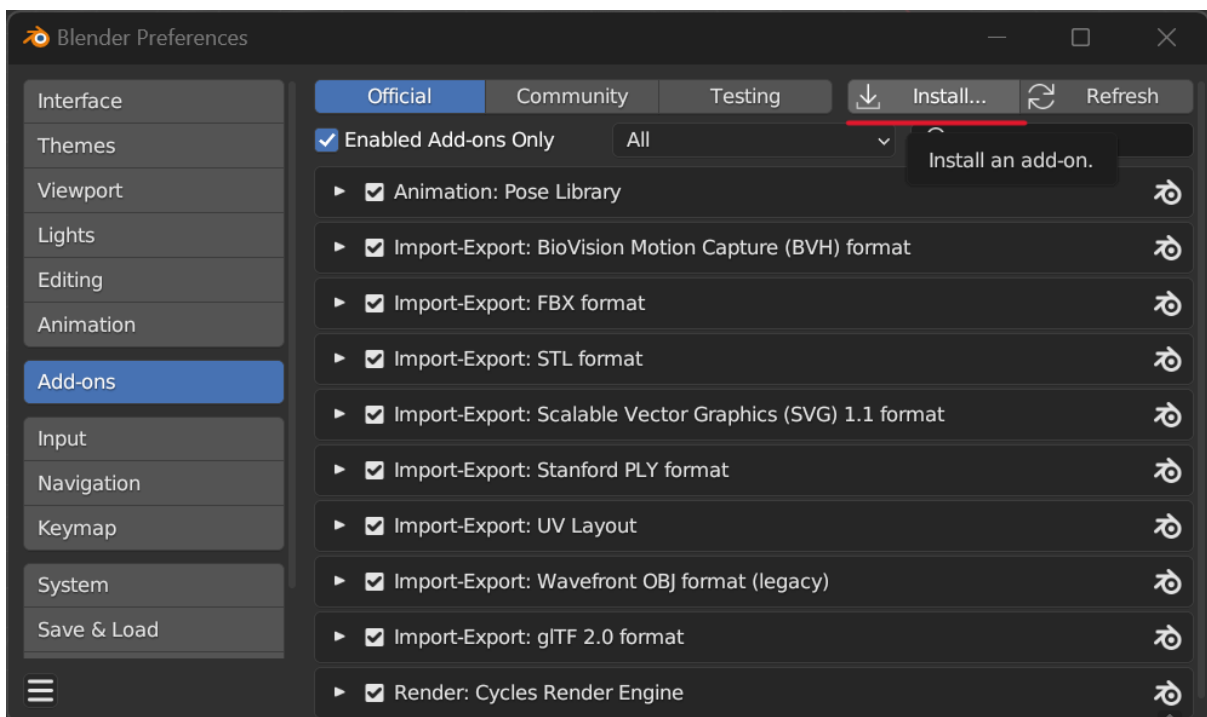 Blender Preferences
Interface
Themes
Viewport
Lights
Editing
Animation
Add-ons
Input
Navigation
Keymap
System
Save & Load
Official Community Testing Install... Refresh
Enabled Add-ons Only All
Install an add-on.
Animation: Pose Library
Import-Export: BioVision Motion Capture (BVH) format
Import-Export: FBX format
Import-Export: STL format
Import-Export: Scalable Vector Graphics (SVG) 1.1 format
Import-Export: Stanford PLY format
Import-Export: UV Layout
Import-Export: Wavefront OBJ format (legacy)
Import-Export: glTF 2.0 format
Render: Cycles Render Engine